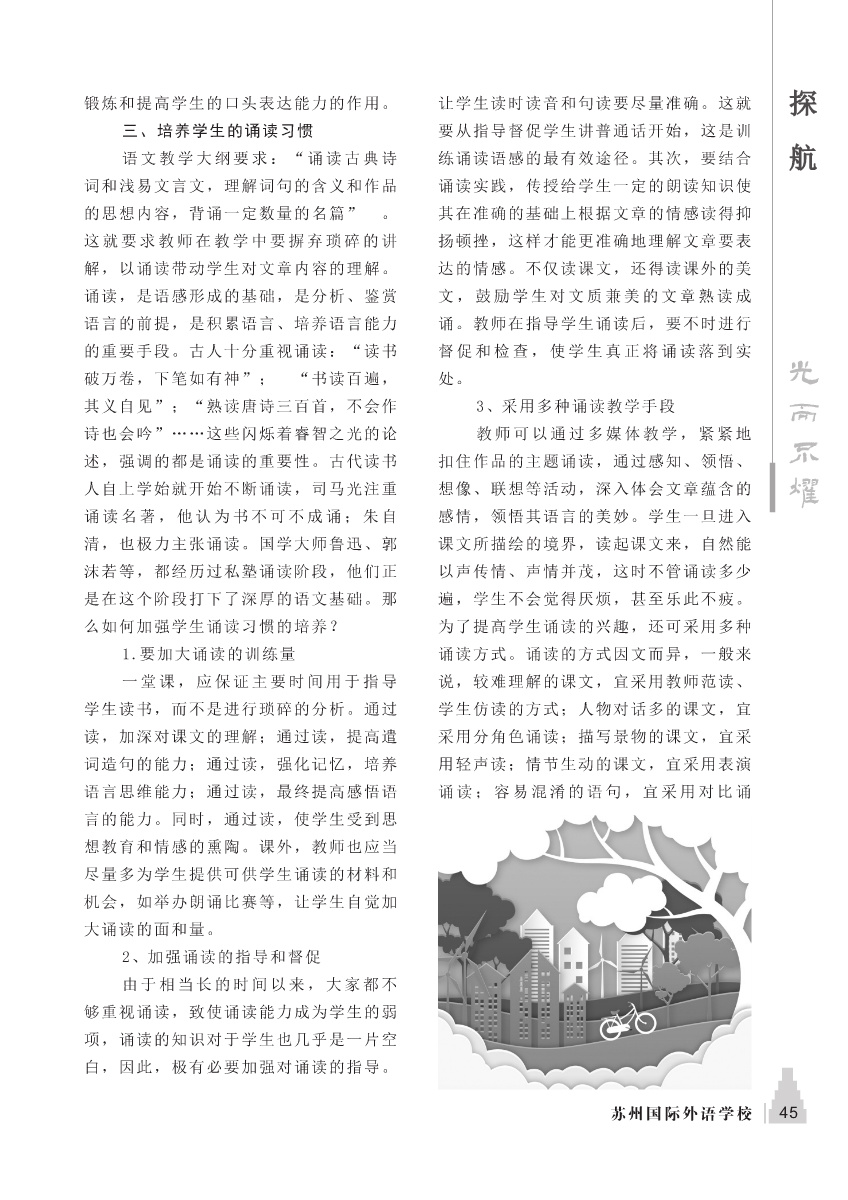 锻炼和提高学生的口头表达能力的作用。
三、培养学生的诵读习惯
语文教学大纲要求：“诵读古典诗
词和浅易文言文，理解词句的含义和作品
的思想内容，背诵一定数量的名篇” 。
这就要求教师在教学中要摒弃琐碎的讲
解，以诵读带动学生对文章内容的理解。
诵读，是语感形成的基础，是分析、鉴赏
语言的前提，是积累语言、培养语言能力
的重要手段。古人十分重视诵读：“读书
破万卷，下笔如有神”； “书读百遍，
其义自见”；“熟读唐诗三百首，不会作
诗也会吟”……这些闪烁着睿智之光的论
述，强调的都是诵读的重要性。古代读书
人自上学始就开始不断诵读，司马光注重
诵读名著，他认为书不可不成诵；朱自
清，也极力主张诵读。国学大师鲁迅、郭
沫若等，都经历过私塾诵读阶段，他们正
是在这个阶段打下了深厚的语文基础。那
么如何加强学生诵读习惯的培养？
1.要加大诵读的训练量
一堂课，应保证主要时间用于指导
学生读书，而不是进行琐碎的分析。通过
读，加深对课文的理解；通过读，提高遣
词造句的能力；通过读，强化记忆，培养
语言思维能力；通过读，最终提高感悟语
言的能力。同时，通过读，使学生受到思
想教育和情感的熏陶。课外，教师也应当
尽量多为学生提供可供学生诵读的材料和
机会，如举办朗诵比赛等，让学生自觉加
大诵读的面和量。
2、加强诵读的指导和督促
由于相当长的时间以来，大家都不
够重视诵读，致使诵读能力成为学生的弱
项，诵读的知识对于学生也几乎是一片空
白，因此，极有必要加强对诵读的指导。
让学生读时读音和句读要尽量准确。这就
要从指导督促学生讲普通话开始，这是训
练诵读语感的最有效途径。其次，要结合
诵读实践，传授给学生一定的朗读知识使
其在准确的基础上根据文章的情感读得抑
扬顿挫，这样才能更准确地理解文章要表
达的情感。不仅读课文，还得读课外的美
文，鼓励学生对文质兼美的文章熟读成
诵。教师在指导学生诵读后，要不时进行
督促和检查，使学生真正将诵读落到实
处。
3、采用多种诵读教学手段
教师可以通过多媒体教学，紧紧地
扣住作品的主题诵读，通过感知、领悟、
想像、联想等活动，深入体会文章蕴含的
感情，领悟其语言的美妙。学生一旦进入
课文所描绘的境界，读起课文来，自然能
以声传情、声情并茂，这时不管诵读多少
遍，学生不会觉得厌烦，甚至乐此不疲。
为了提高学生诵读的兴趣，还可采用多种
诵读方式。诵读的方式因文而异，一般来
说，较难理解的课文，宜采用教师范读、
学生仿读的方式；人物对话多的课文，宜
采用分角色诵读；描写景物的课文，宜采
用轻声读；情节生动的课文，宜采用表演
诵读；容易混淆的语句，宜采用对比诵
探航
光而不耀
苏州国际外语学校
45